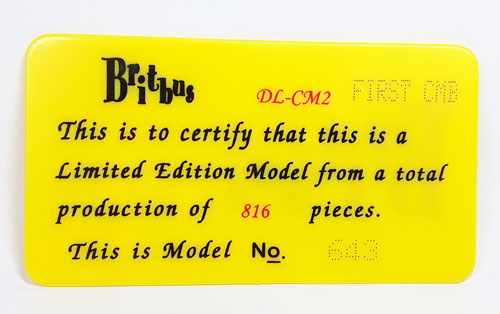 Britbus DL-CM2 FIRST CMB
This is to certify that this is a
Limited Edition Model from a total
production of 816 pieces.
This is Model No. 643